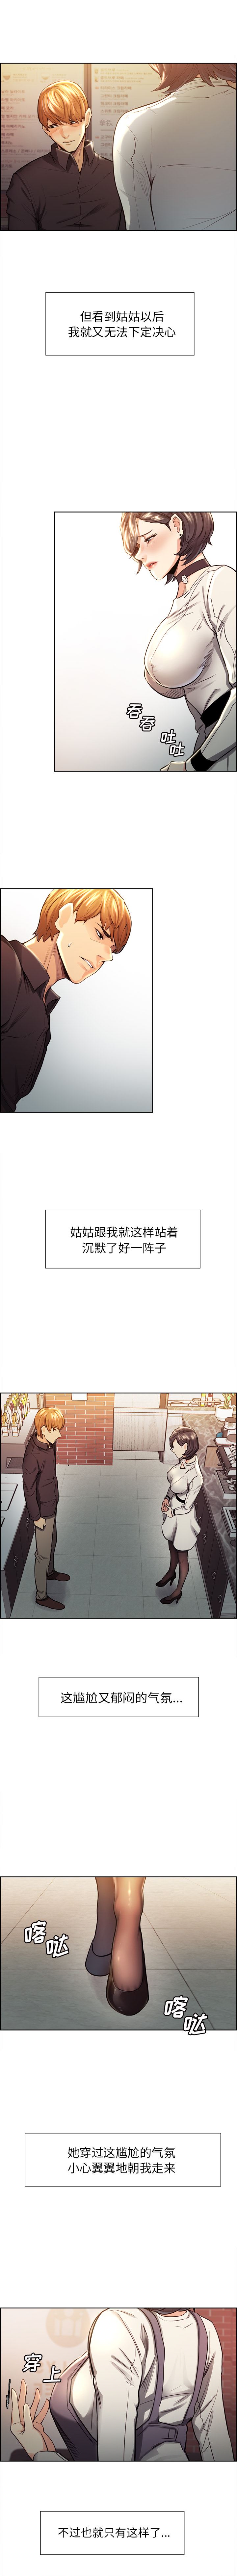 但看到姑姑以后
我就又无法下定决心
吞
吞
吐
吐
姑姑跟我就这样站着
沉默了好一阵子
这尴尬又郁闷的气氛...
喀
哒
喀
哒
她穿过这尴尬的气氛
小心翼翼地朝我走来
穿
上
不过也就只有这样了...